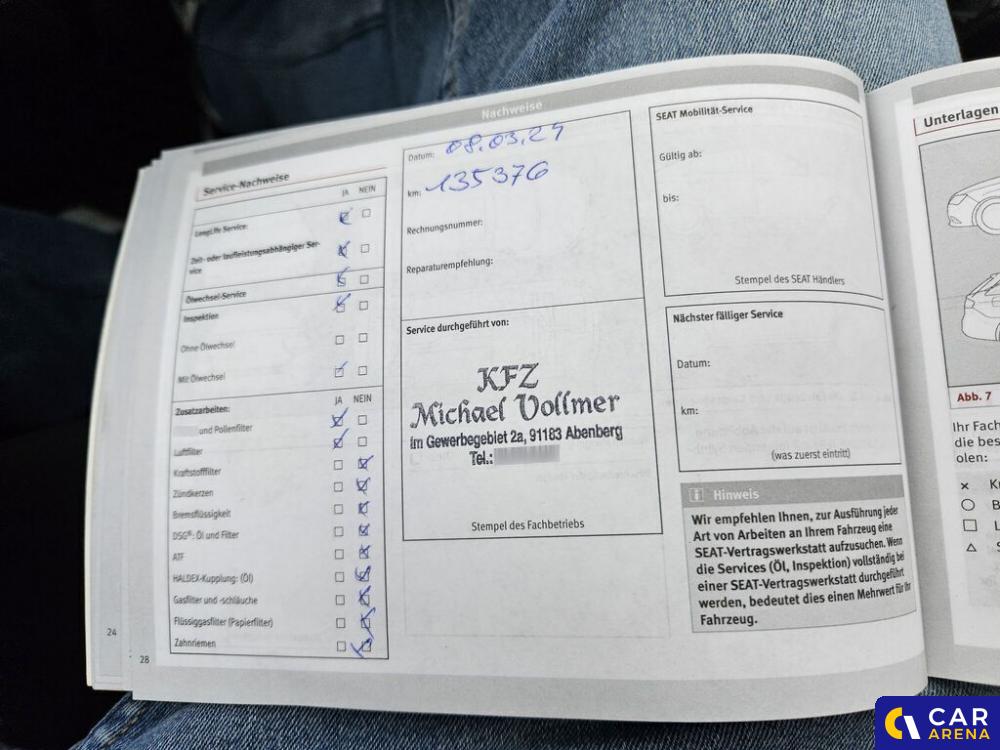 Nachweise
Service-Nachweise
JA NEIN
LongLife Service:
Zeit- oder laufleistungsabhängiger Ser-
vice
Ölwechsel-Service
Inspektion
Ohne Ölwechsel
Mit Ölwechsel
Zusatzarbeiten: JA NEIN
und Pollenfilter
Luftfilter
Kraftstofffilter
Zündkerzen
Bremsflüssigkeit
DSG®: Öl und Filter
ATF
HALDEX-Kupplung: (Öl)
Gasfilter und -schläuche
Flüssiggasfilter (Papierfilter)
Zahnriemen
24
28
Datum: 08.03.24
km: 135376
Rechnungsnummer:
Reparaturempfehlung:
Service durchgeführt von:
KFZ
Michael Vollmer
im Gewerbegebiet 2a, 91183 Abenberg
Tel.:
Stempel des Fachbetriebs
SEAT Mobilität-Service
Gültig ab:
bis:
Stempel des SEAT Händlers
Nächster fälliger Service
Datum:
km:
(was zuerst eintritt)
i Hinweis
Wir empfehlen Ihnen, zur Ausführung jeder
Art von Arbeiten an Ihrem Fahrzeug eine
SEAT-Vertragswerkstatt aufzusuchen. Wenn
die Services (Öl, Inspektion) vollständig bei
einer SEAT-Vertragswerkstatt durchgeführt
werden, bedeutet dies einen Mehrwert für Ihr
Fahrzeug.
Unterlagen
Abb. 7
Ihr Fach
die bes
olen:
CAR
ARENA